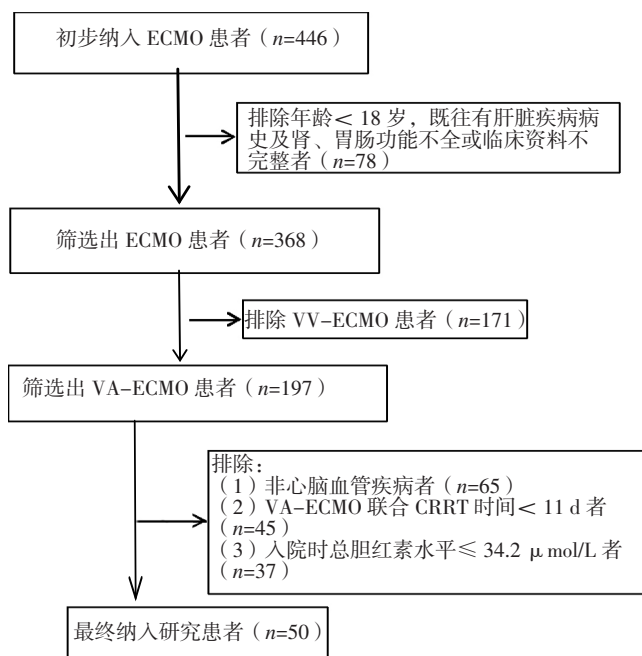 初步纳入 ECMO 患者（n=446）
排除年龄＜ 18 岁，既往有肝脏疾病病
史及肾、胃肠功能不全或临床资料不
完整者（n=78）
筛选出 ECMO 患者（n=368）
排除 VV-ECMO 患者（n=171）
筛选出 VA-ECMO 患者（n=197）
排除：
（1）非心脑血管疾病者（n=65）
（2）VA-ECMO 联合 CRRT 时间＜ 11 d 者
（n=45）
（3）入院时总胆红素水平≤ 34.2 μmol/L 者
（n=37）
最终纳入研究患者（n=50）